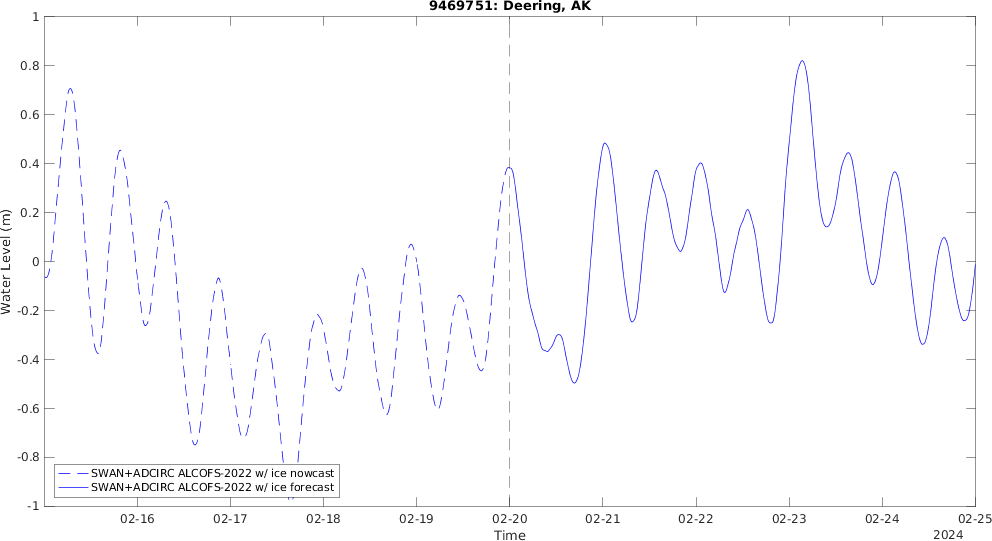 9469751: Deering, AK
1
0.8
0.6
0.4
0.2
0
-0.2
-0.4
-0.6
-0.8
-1
Water Level (m)
SWAN+ADCIRC ALCOFS-2022 w/ ice nowcast
SWAN+ADCIRC ALCOFS-2022 w/ ice forecast
02-16 02-17 02-18 02-19 02-20 02-21 02-22 02-23 02-24 02-25
Time
2024